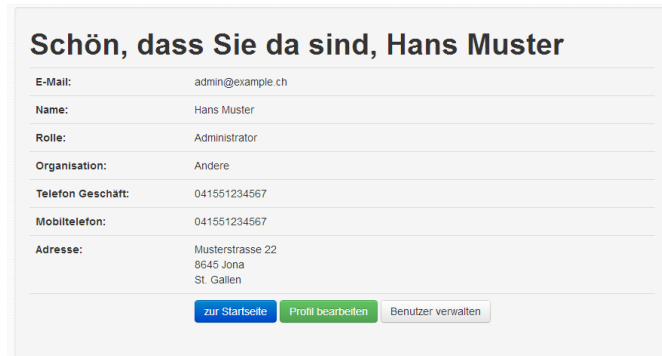 Schön, dass Sie da sind, Hans Muster
E-Mail: admin@example.ch
Name: Hans Muster
Rolle: Administrator
Organisation: Andere
Telefon Geschäft: 041551234567
Mobiltelefon: 041551234567
Adresse: Musterstrasse 22
8645 Jona
St. Gallen
zur Startseite Profil bearbeiten Benutzer verwalten